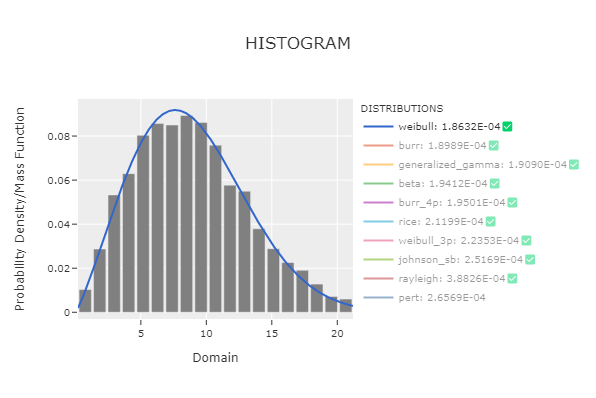 HISTOGRAM
Probability Density/Mass Function
0.08
0.06
0.04
0.02
0
5
10
15
20
Domain
DISTRIBUTIONS
weibull: 1.8632E-04✅
burr: 1.8989E-04✅
generalized_gamma: 1.9090E-04✅
beta: 1.9412E-04✅
burr_4p: 1.9501E-04✅
rice: 2.1199E-04✅
weibull_3p: 2.2353E-04✅
johnson_sb: 2.5169E-04✅
rayleigh: 3.8826E-04✅
pert: 2.6569E-04